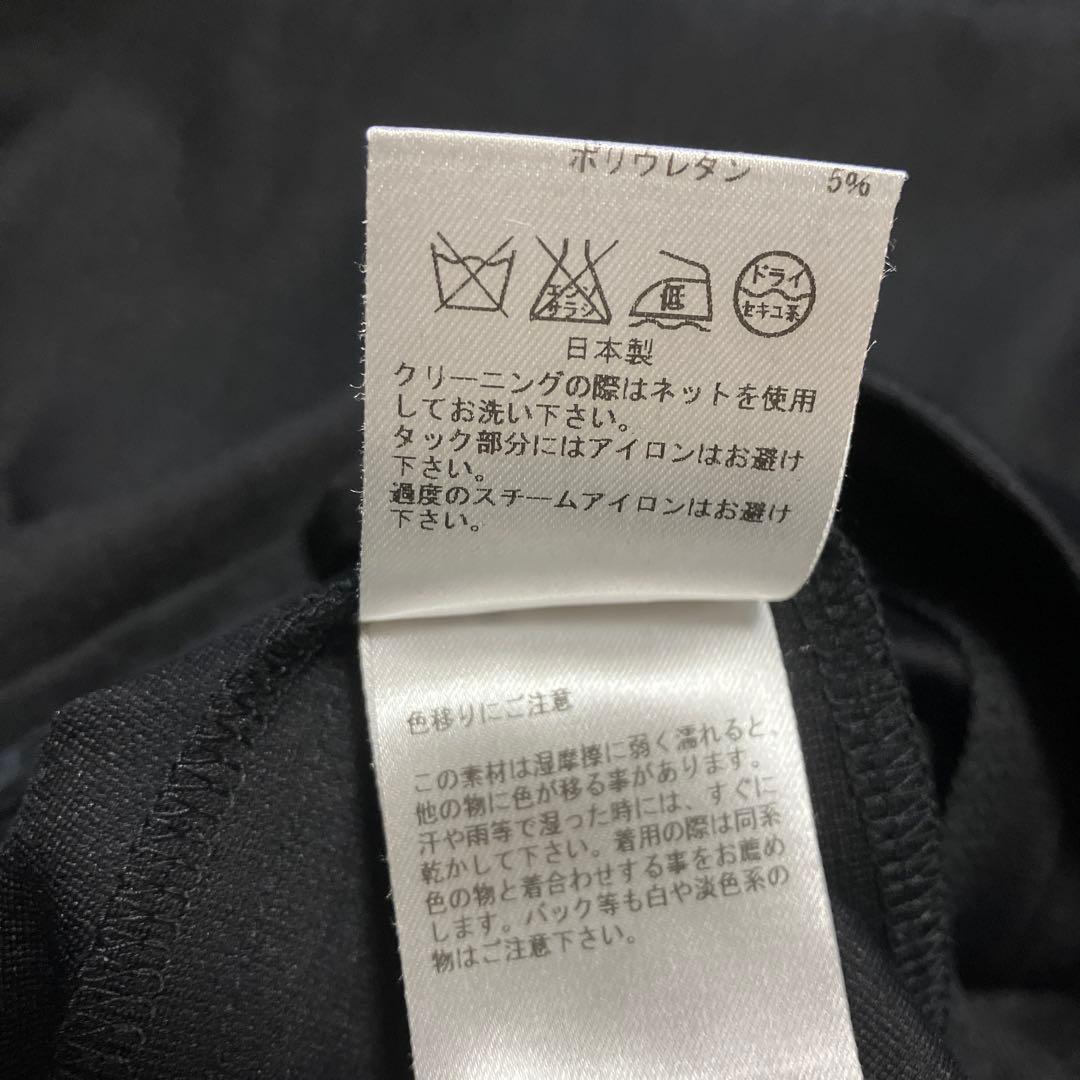 ポリウレタン 5%
エンソ
サラシ
低
ドライ
セキユ系
日本製
クリーニングの際はネットを使用
してお洗い下さい。
タック部分にはアイロンはお避け
下さい。
過度のスチームアイロンはお避け
下さい。
色移りにご注意
この素材は湿摩擦に弱く濡れると、
他の物に色が移る事があります。
汗や雨等で湿った時には、すぐに
乾かして下さい。着用の際は同系
色の物と着合わせする事をお薦め
します。バック等も白や淡色系の
物はご注意下さい。